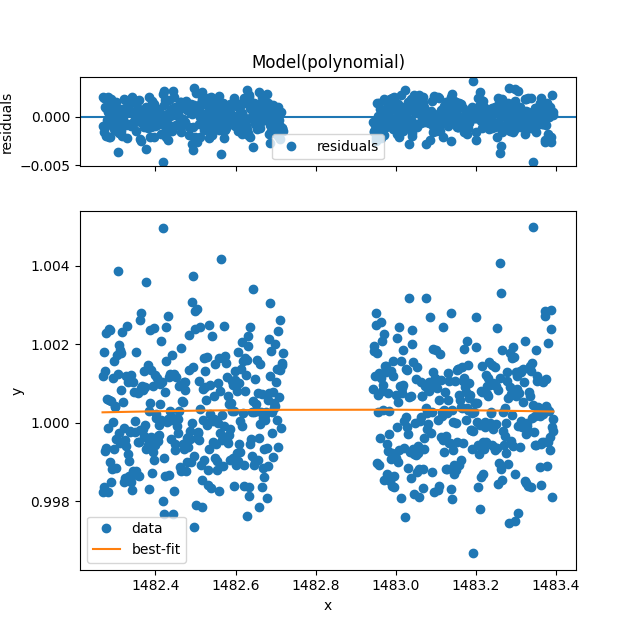 Model(polynomial)
residuals
0.000
−0.005
residuals
y
1.004
1.002
1.000
0.998
data
best-fit
1482.4 1482.6 1482.8 1483.0 1483.2 1483.4
x